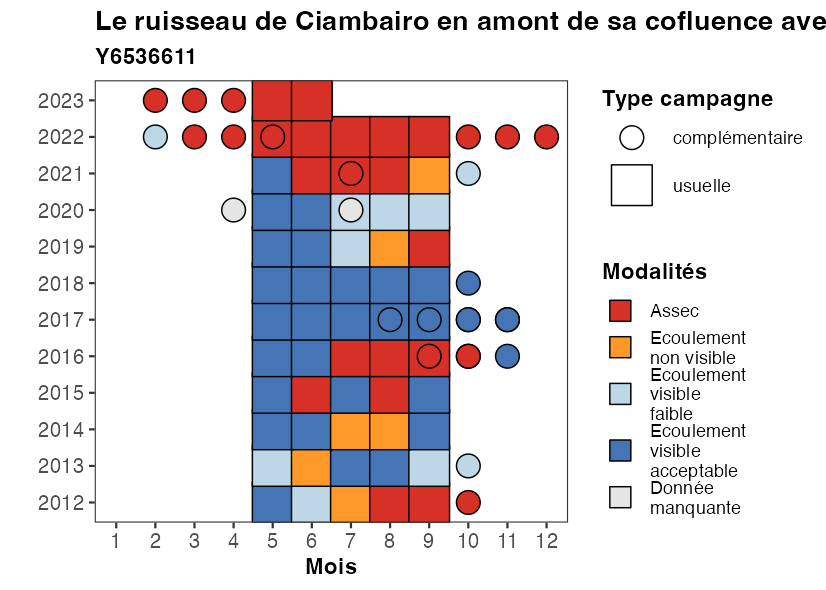 Le ruisseau de Ciambairo en amont de sa cofluence ave
Y6536611
2023
2022
2021
2020
2019
2018
2017
2016
2015
2014
2013
2012
1 2 3 4 5 6 7 8 9 10 11 12
Mois
Type campagne
complémentaire
usuelle
Modalités
Assec
Ecoulement
non visible
Ecoulement
visible
faible
Ecoulement
visible
acceptable
Donnée
manquante